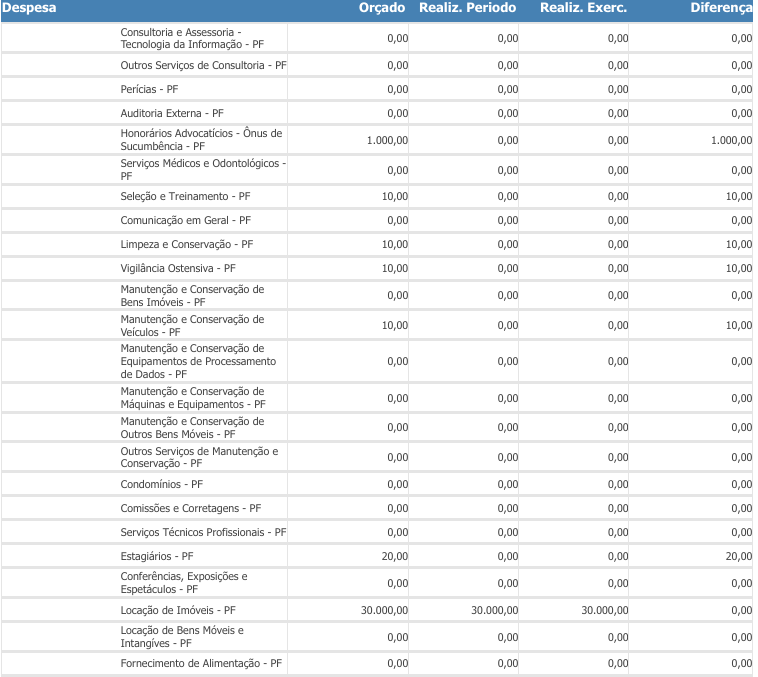 Despesa Orçado Realiz. Periodo Realiz. Exerc. Diferença
Consultoria e Assessoria -
Tecnologia da Informação - PF 0,00 0,00 0,00 0,00
Outros Serviços de Consultoria - PF 0,00 0,00 0,00 0,00
Perícias - PF 0,00 0,00 0,00 0,00
Auditoria Externa - PF 0,00 0,00 0,00 0,00
Honorários Advocatícios - Ônus de
Sucumbência - PF 1.000,00 0,00 0,00 1.000,00
Serviços Médicos e Odontológicos -
PF 0,00 0,00 0,00 0,00
Seleção e Treinamento - PF 10,00 0,00 0,00 10,00
Comunicação em Geral - PF 0,00 0,00 0,00 0,00
Limpeza e Conservação - PF 10,00 0,00 0,00 10,00
Vigilância Ostensiva - PF 10,00 0,00 0,00 10,00
Manutenção e Conservação de
Bens Imóveis - PF 0,00 0,00 0,00 0,00
Manutenção e Conservação de
Veículos - PF 10,00 0,00 0,00 10,00
Manutenção e Conservação de
Equipamentos de Processamento
de Dados - PF 0,00 0,00 0,00 0,00
Manutenção e Conservação de
Máquinas e Equipamentos - PF 0,00 0,00 0,00 0,00
Manutenção e Conservação de
Outros Bens Móveis - PF 0,00 0,00 0,00 0,00
Outros Serviços de Manutenção e
Conservação - PF 0,00 0,00 0,00 0,00
Condomínios - PF 0,00 0,00 0,00 0,00
Comissões e Corretagens - PF 0,00 0,00 0,00 0,00
Serviços Técnicos Profissionais - PF 0,00 0,00 0,00 0,00
Estagiários - PF 20,00 0,00 0,00 20,00
Conferências, Exposições e
Espetáculos - PF 0,00 0,00 0,00 0,00
Locação de Imóveis - PF 30.000,00 30.000,00 30.000,00 0,00
Locação de Bens Móveis e
Intangíves - PF 0,00 0,00 0,00 0,00
Fornecimento de Alimentação - PF 0,00 0,00 0,00 0,00